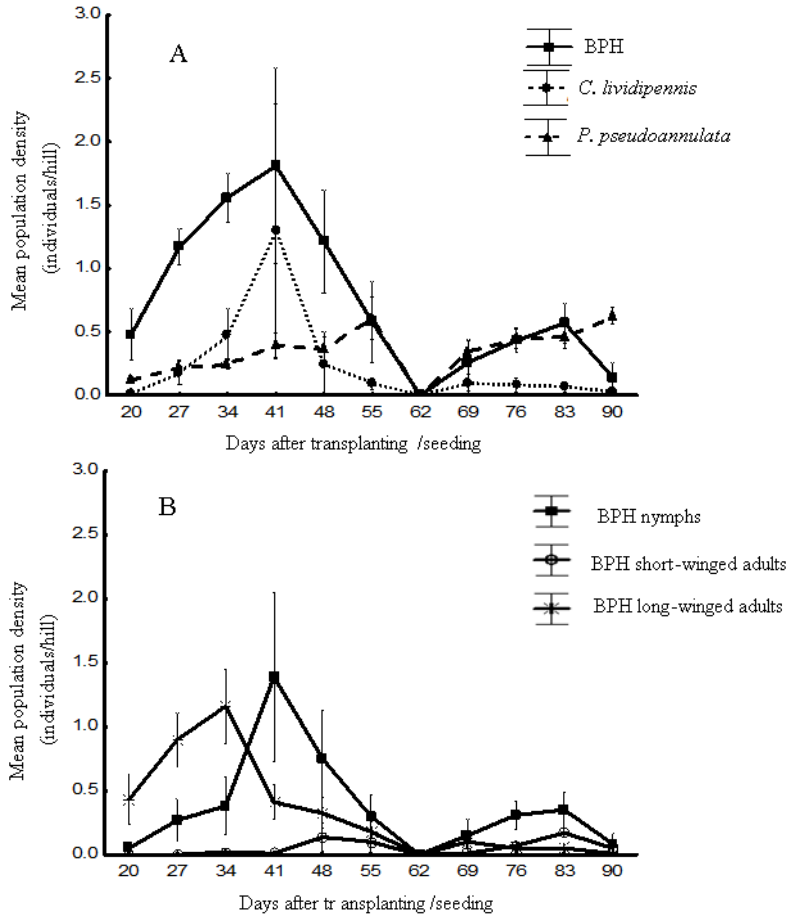 A
BPH
C. lividipennis
P. pseudoannulata
Mean population density
(individuals/hill)
3.0
2.5
2.0
1.5
1.0
0.5
0.0
20 27 34 41 48 55 62 69 76 83 90
Days after transplanting /seeding
B
BPH nymphs
BPH short-winged adults
BPH long-winged adults
Mean population density
(individuals/hill)
3.0
2.5
2.0
1.5
1.0
0.5
0.0
20 27 34 41 48 55 62 69 76 83 90
Days after tr ansplanting /seeding